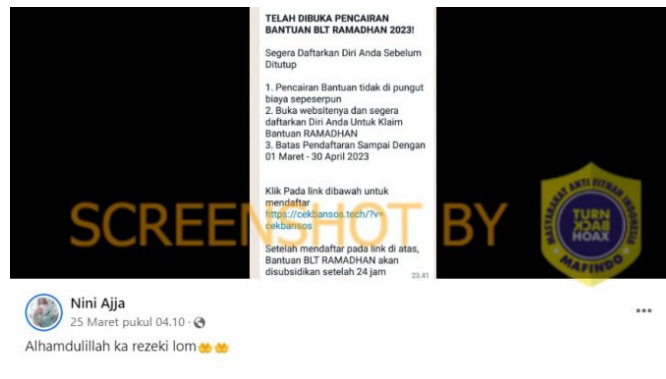 TELAH DIBUKA PENCAIRAN
BANTUAN BLT RAMADHAN 2023!
Segera Daftarkan Diri Anda Sebelum
Ditutup
1. Pencairan Bantuan tidak di pungut
biaya sepeserpun
2. Buka websitenya dan segera
daftarkan Diri Anda Untuk Klaim
Bantuan RAMADHAN
3. Batas Pendaftaran Sampai Dengan
01 Maret - 30 April 2023
Klik Pada link dibawah untuk
mendaftar
https://cekbansos.tech/?v=
cekbansos
Setelah mendaftar pada link di atas,
Bantuan BLT RAMADHAN akan
disubsidikan setelah 24 jam
23.41
SCREENSHOT BY
MASYARAKAT ANTI FITNAH INDONESIA
TURN
BACK
HOAX
MAFINDO
Nini Ajja
25 Maret pukul 04.10
Alhamdulillah ka rezeki lom🤲🤲